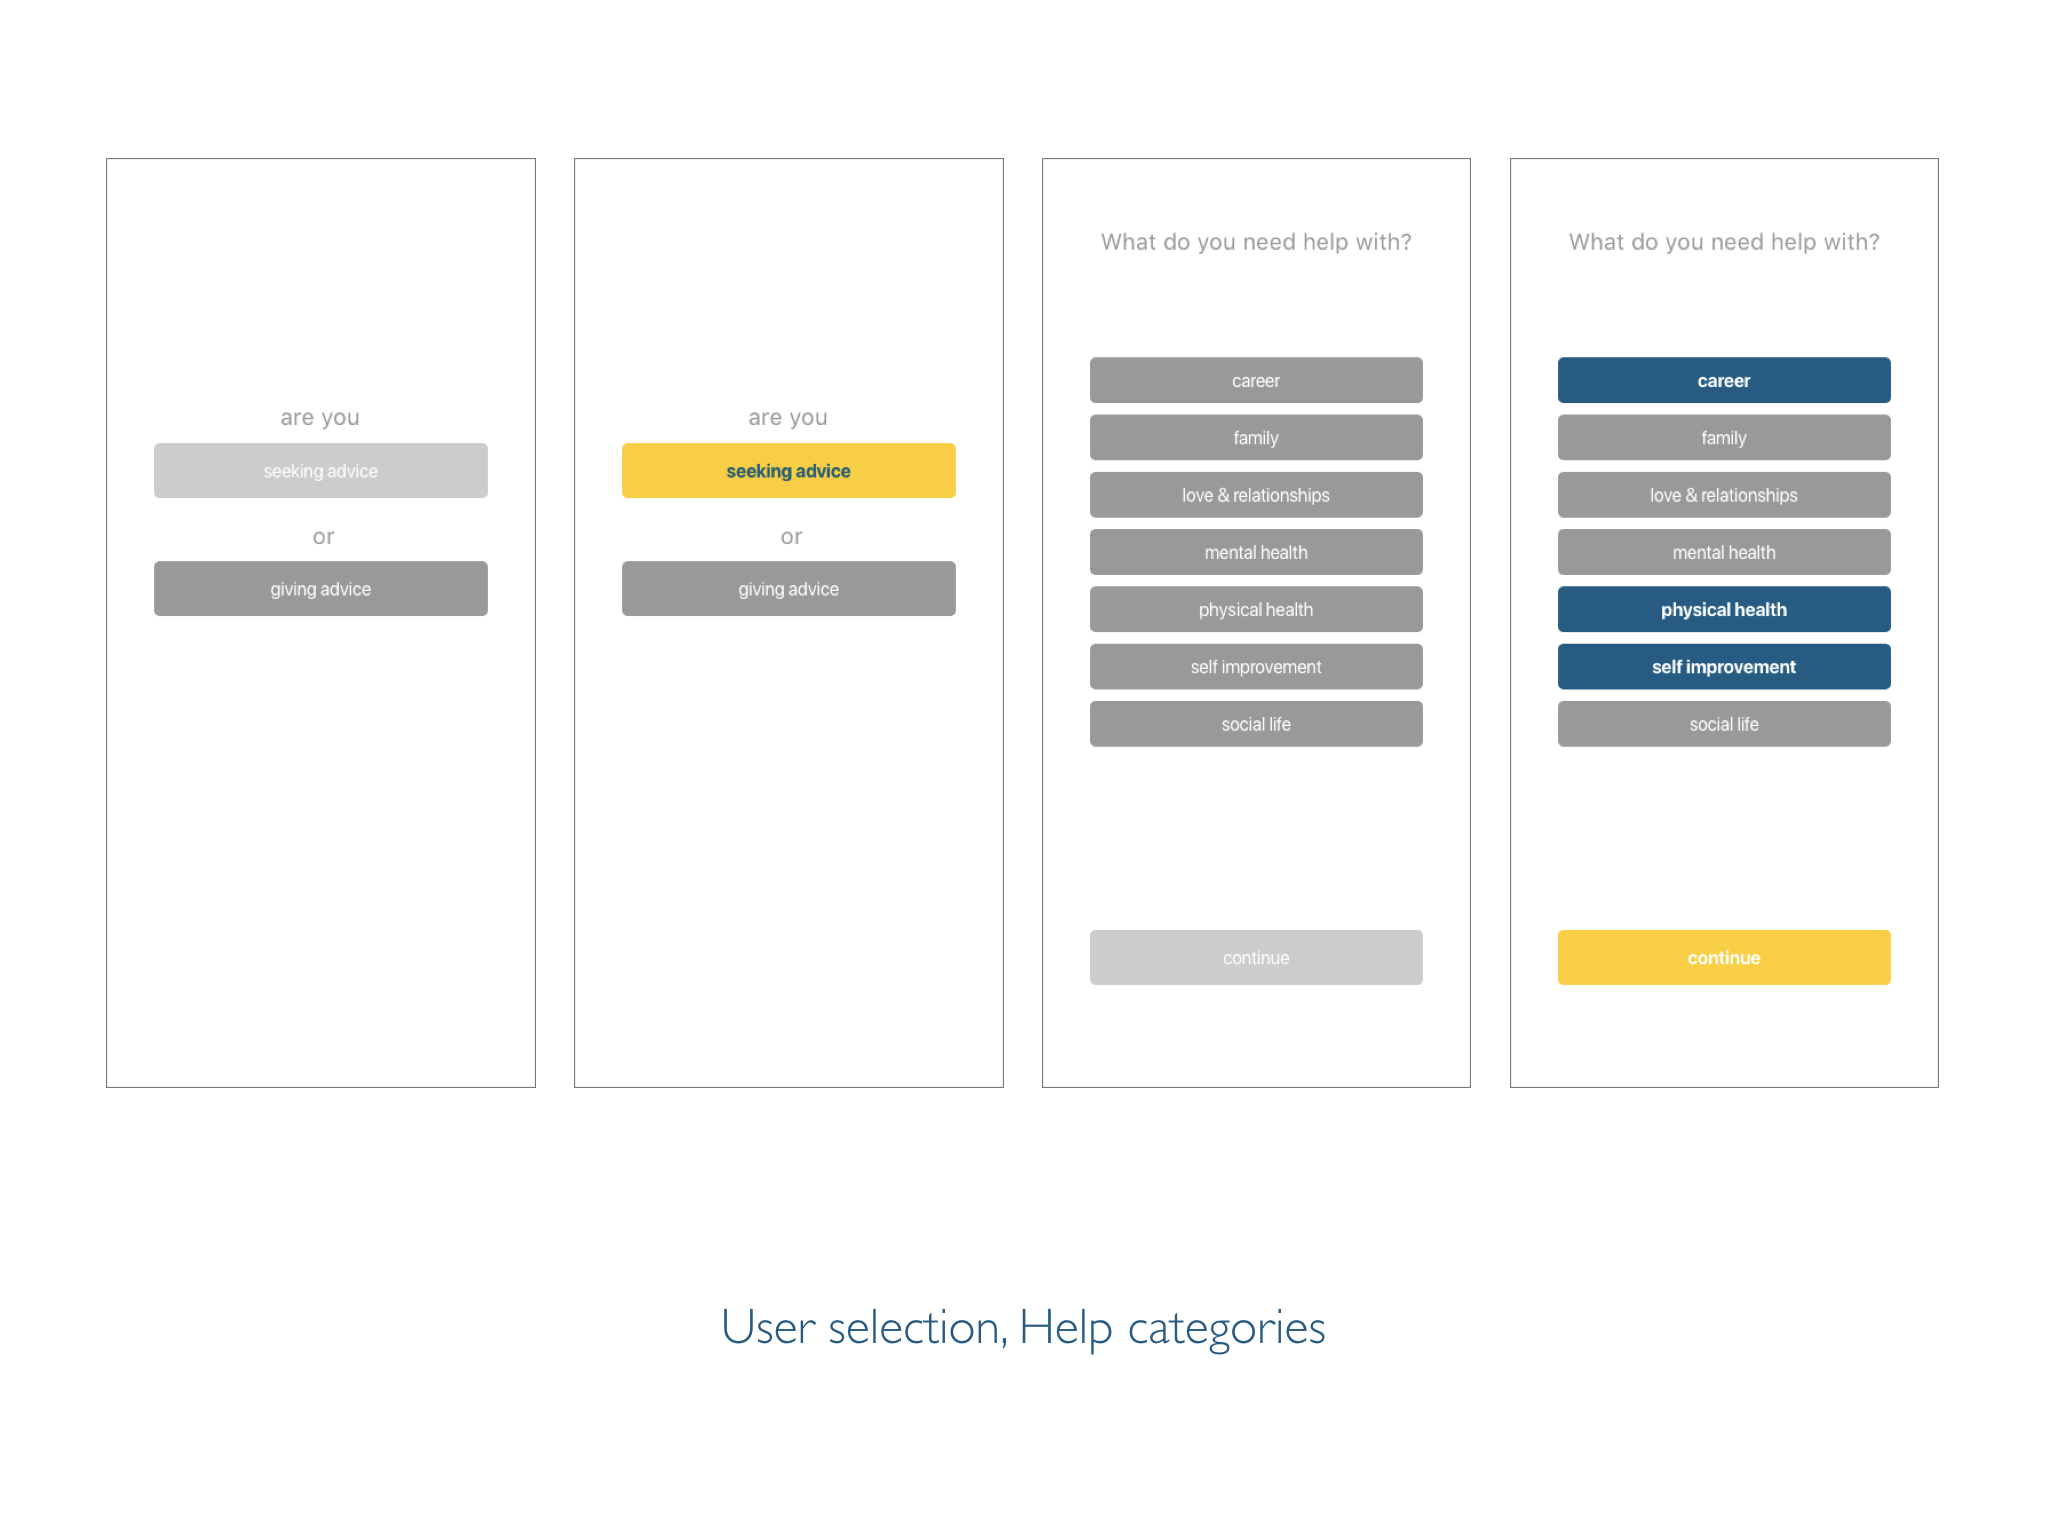 are you
seeking advice
or
giving advice
are you
seeking advice
or
giving advice
What do you need help with?
career
family
love & relationships
mental health
physical health
self improvement
social life
continue
What do you need help with?
career
family
love & relationships
mental health
physical health
self improvement
social life
continue
User selection, Help categories